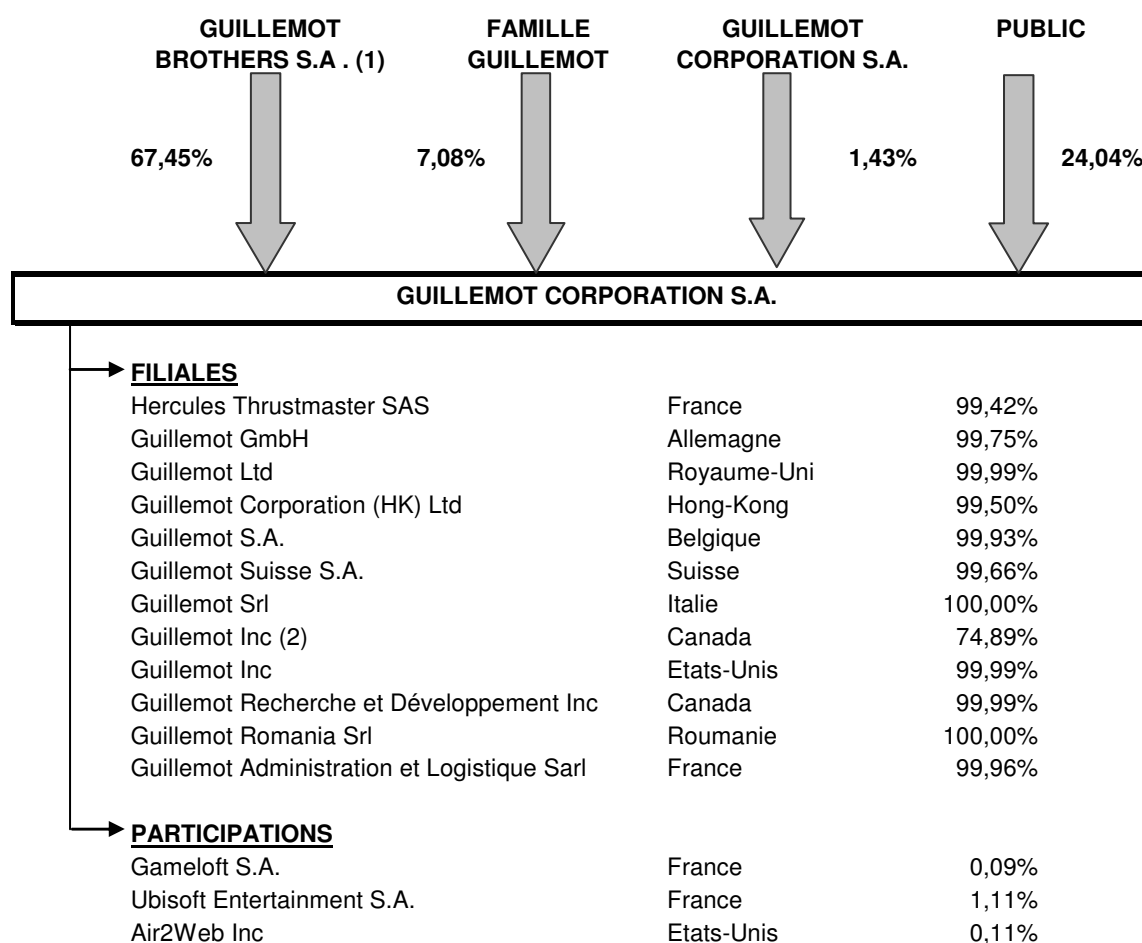 GUILLEMOT BROTHERS S.A . (1)
FAMILLE GUILLEMOT
GUILLEMOT CORPORATION S.A.
PUBLIC
67,45%
7,08%
1,43%
24,04%
GUILLEMOT CORPORATION S.A.
FILIALES
Hercules Thrustmaster SAS France 99,42%
Guillemot GmbH Allemagne 99,75%
Guillemot Ltd Royaume-Uni 99,99%
Guillemot Corporation (HK) Ltd Hong-Kong 99,50%
Guillemot S.A. Belgique 99,93%
Guillemot Suisse S.A. Suisse 99,66%
Guillemot Srl Italie 100,00%
Guillemot Inc (2) Canada 74,89%
Guillemot Inc Etats-Unis 99,99%
Guillemot Recherche et Développement Inc Canada 99,99%
Guillemot Romania Srl Roumanie 100,00%
Guillemot Administration et Logistique Sarl France 99,96%
PARTICIPATIONS
Gameloft S.A. France 0,09%
Ubisoft Entertainment S.A. France 1,11%
Air2Web Inc Etats-Unis 0,11%